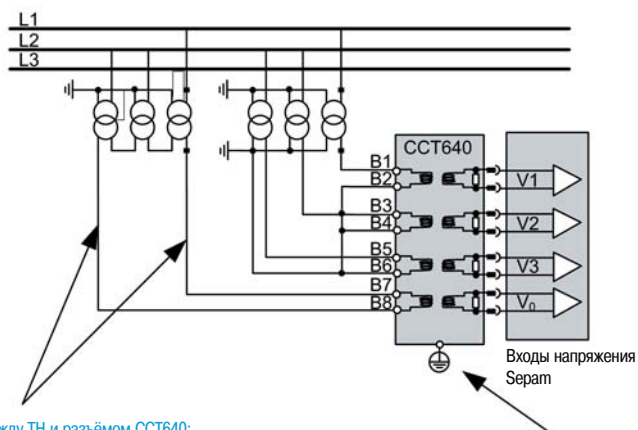 L1
L2
L3
CCT640
B1
B2
V1
B3
B4
V2
B5
B6
V3
B7
B8
V0
Входы напряжения
Sepam
ду ТН и разъёмом CCT640: